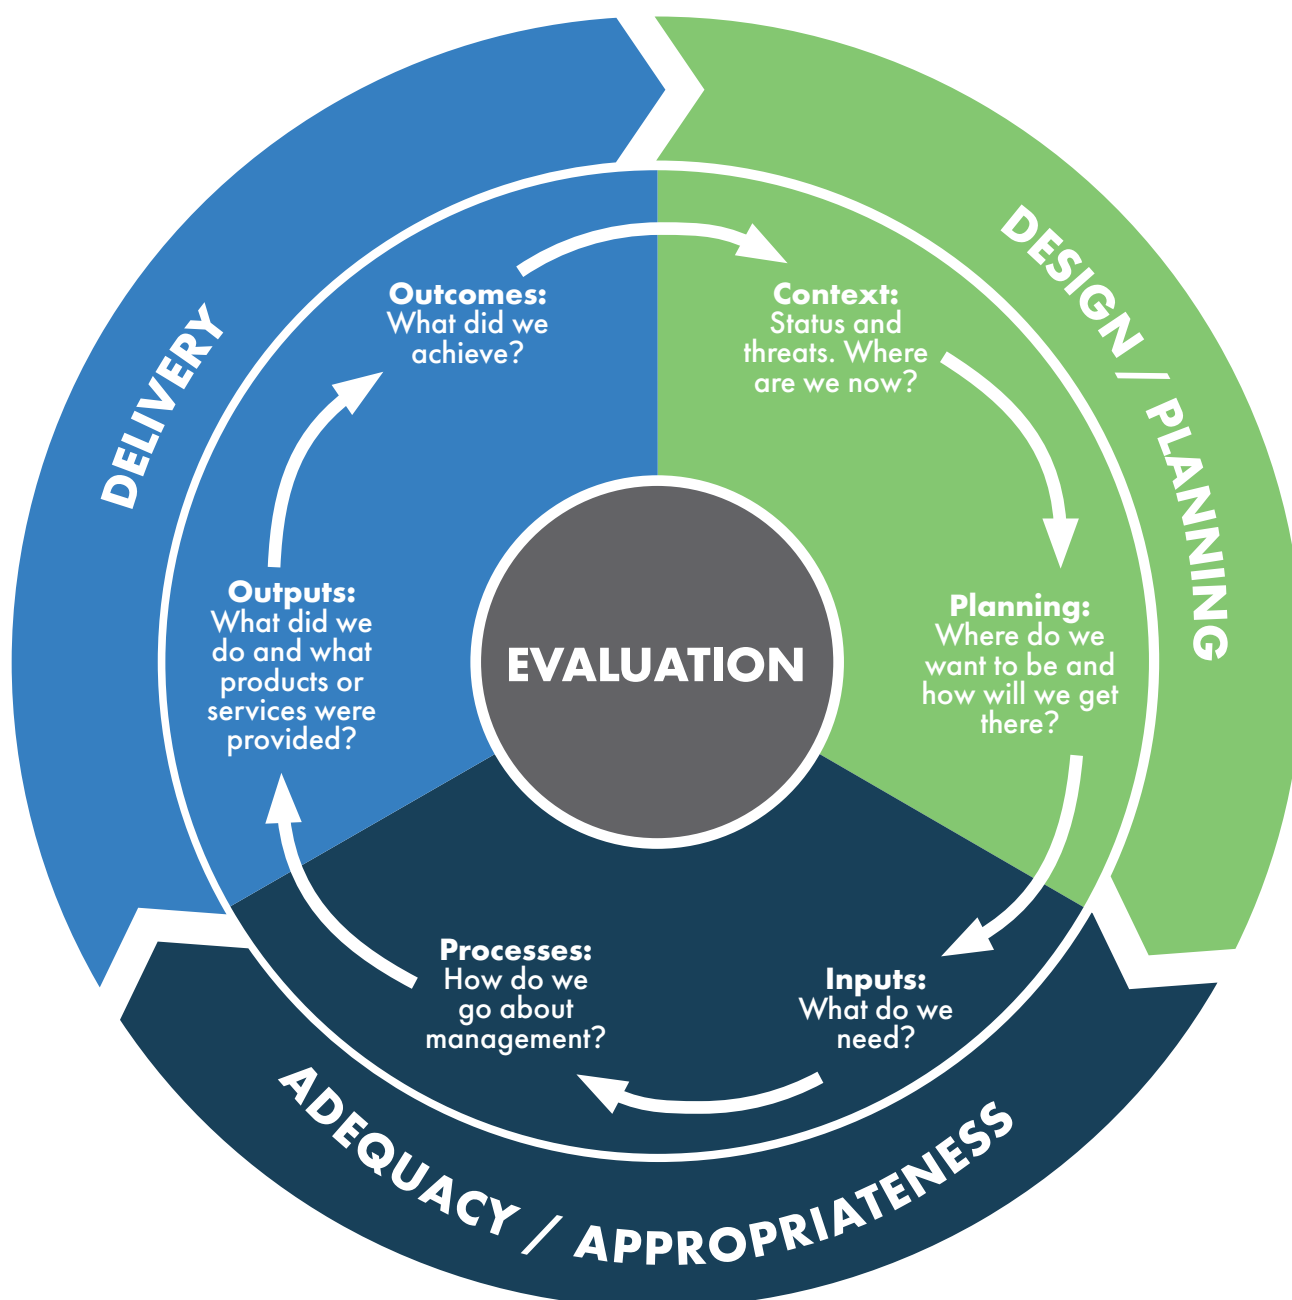 DESIGN / PLANNING
Context:
Status and
threats. Where
are we now?
Planning:
Where do we
want to be and
how will we get
there?
ADEQUACY / APPROPRIATENESS
Inputs:
What do we
need?
Processes:
How do we
go about
management?
DELIVERY
Outputs:
What did we
do and what
products or
services were
provided?
Outcomes:
What did we
achieve?
EVALUATION